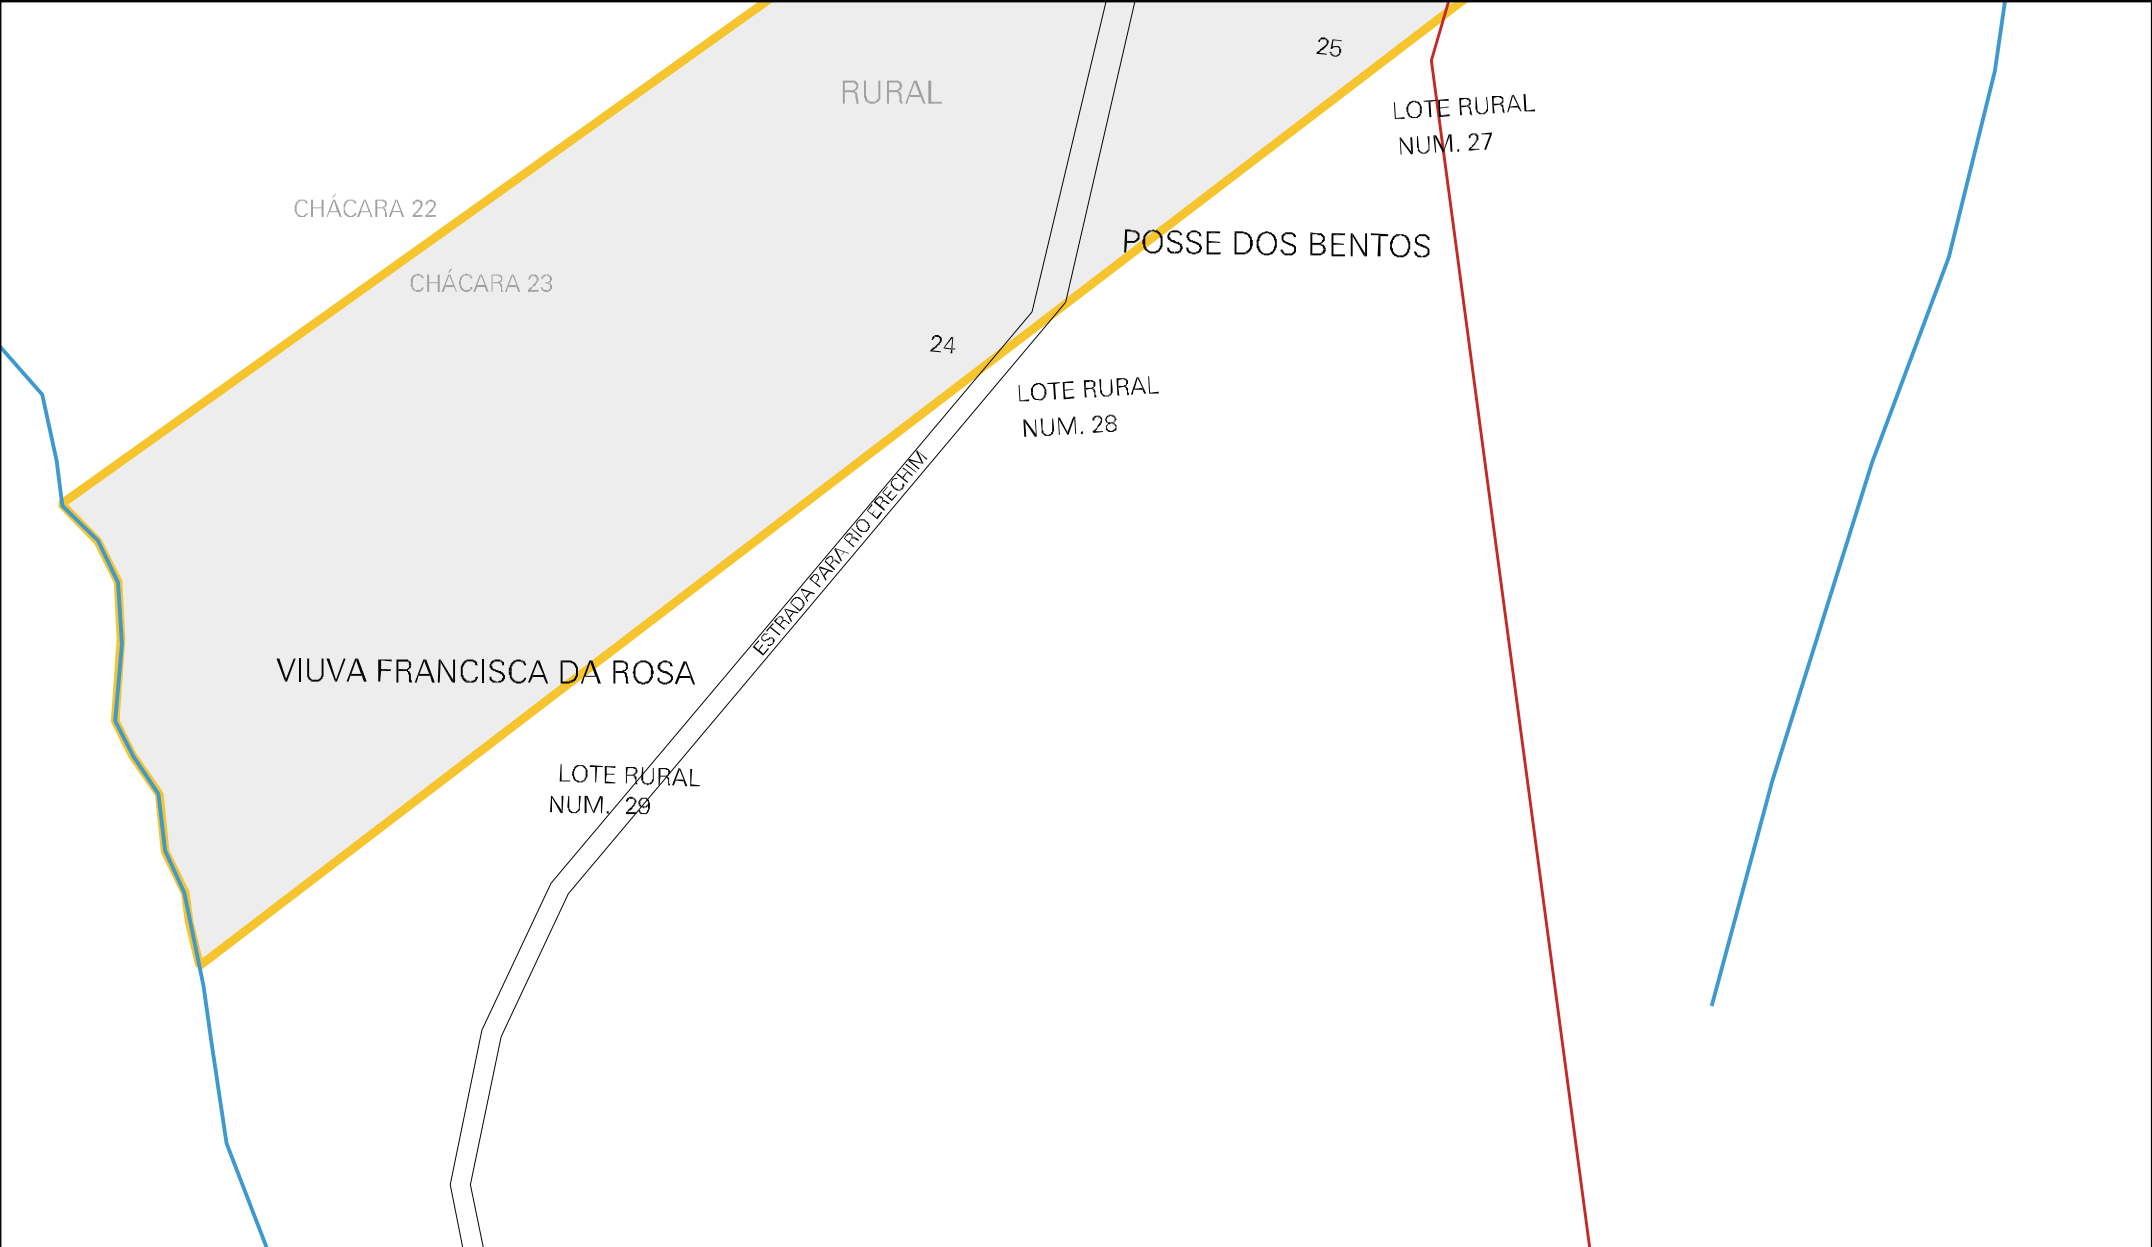 25
RURAL
LOTE RURAL
NUM. 27
CHÁCARA 22
POSSE DOS BENTOS
CHÁCARA 23
24
LOTE RURAL
NUM. 28
ESTRADA PARA RIO ERECHIM
VIUVA FRANCISCA DA ROSA
LOTE RURAL
NUM. 29